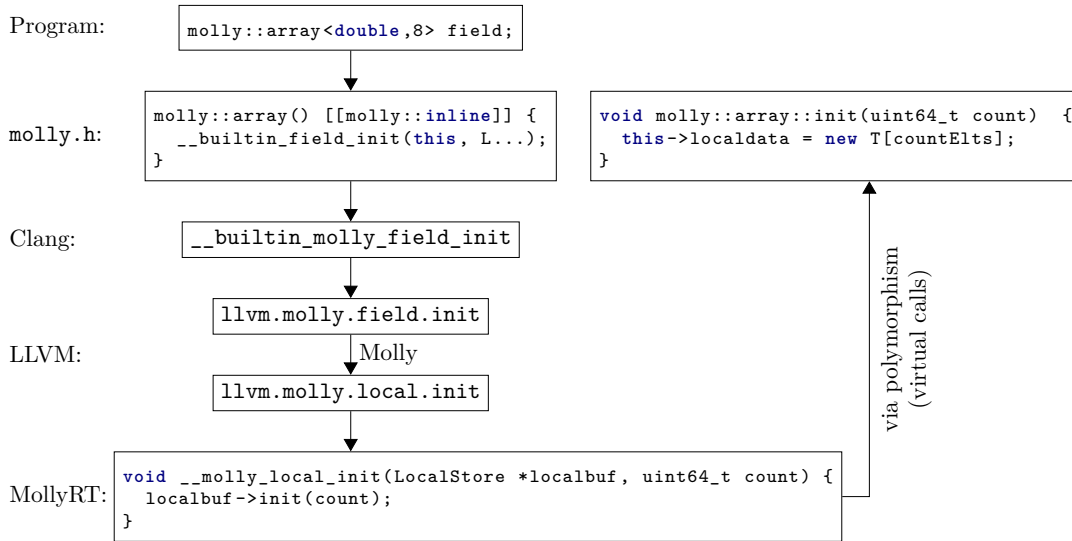 Program:
molly::array<double,8> field;
molly.h:
molly::array() [[molly::inline]] {
__builtin_field_init(this, L...);
}
void molly::array::init(uint64_t count) {
this->localdata = new T[countElts];
}
Clang:
__builtin_molly_field_init
llvm.molly.field.init
LLVM:
Molly
llvm.molly.local.init
via polymorphism
(virtual calls)
MollyRT:
void __molly_local_init(LocalStore *localbuf, uint64_t count) {
localbuf->init(count);
}